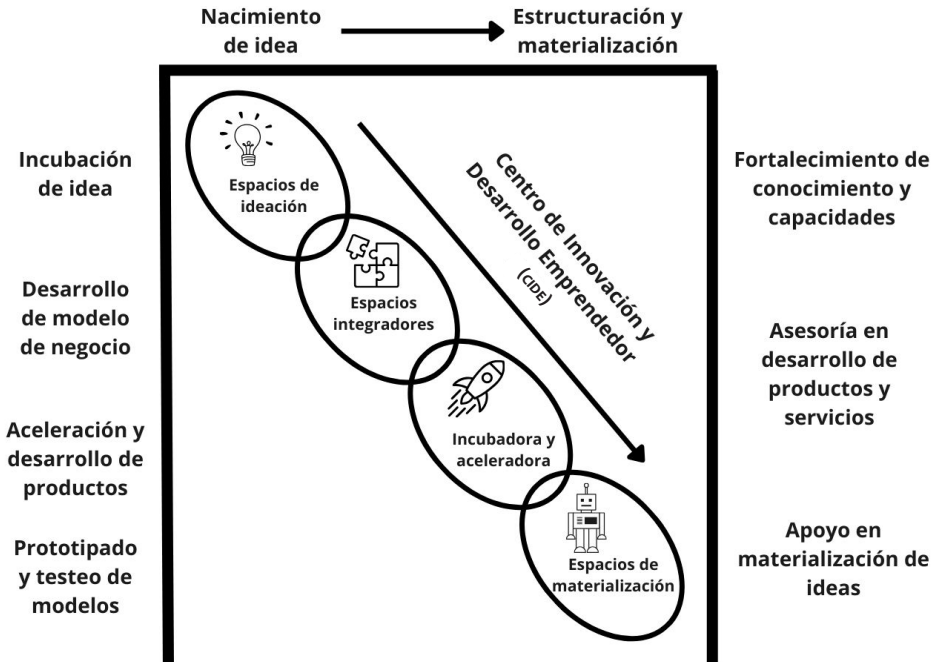 Nacimiento
de idea
Estructuración y
materialización
Incubación
de idea
Desarrollo
de modelo
de negocio
Aceleración y
desarrollo de
productos
Prototipado
y testeo de
modelos
Espacios de
ideación
Espacios
integradores
Incubadora y
aceleradora
Espacios de
materialización
Centro de Innovación y
Desarrollo Emprendedor
(CIDE)
Fortalecimiento de
conocimiento y
capacidades
Asesoría en
desarrollo de
productos y
servicios
Apoyo en
materialización de
ideas